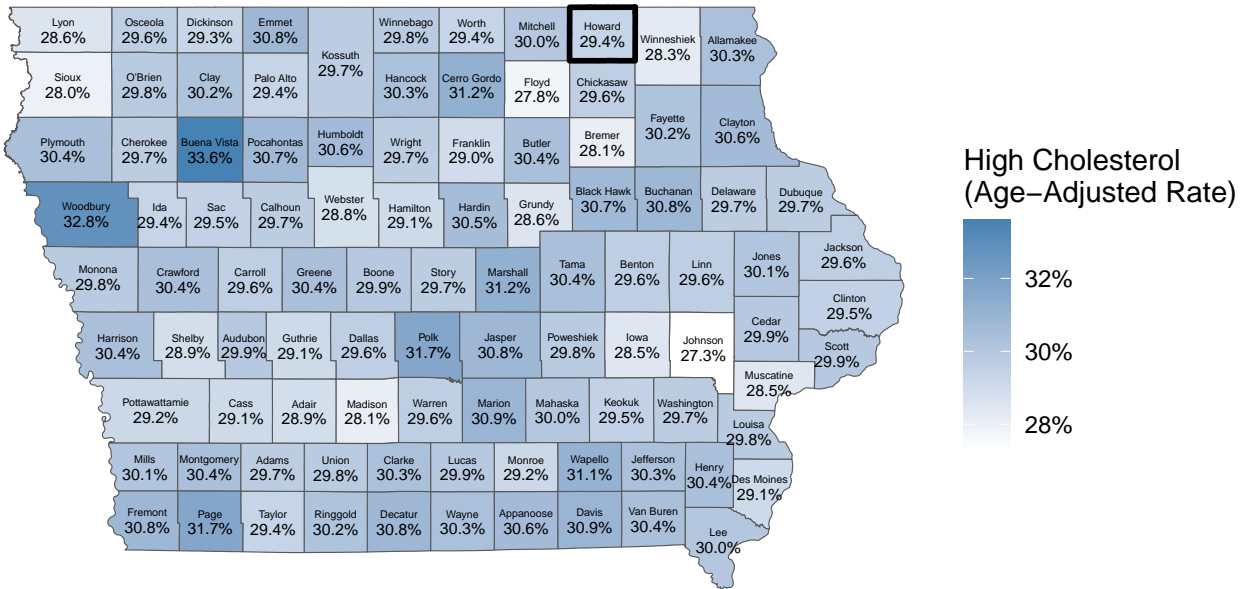 Lyon
28.6%
Osceola
29.6%
Dickinson
29.3%
Emmet
30.8%
Kossuth
29.7%
Winnebago
29.8%
Worth
29.4%
Mitchell
30.0%
Howard
29.4%
Winneshiek
28.3%
Allamakee
30.3%
Sioux
28.0%
O'Brien
29.8%
Clay
30.2%
Palo Alto
29.4%
Hancock
30.3%
Cerro Gordo
31.2%
Floyd
27.8%
Chickasaw
29.6%
Fayette
30.2%
Clayton
30.6%
Plymouth
30.4%
Cherokee
29.7%
Buena Vista
33.6%
Pocahontas
30.7%
Humboldt
30.6%
Wright
29.7%
Franklin
29.0%
Butler
30.4%
Bremer
28.1%
Woodbury
32.8%
Ida
29.4%
Sac
29.5%
Calhoun
29.7%
Webster
28.8%
Hamilton
29.1%
Hardin
30.5%
Grundy
28.6%
Black Hawk
30.7%
Buchanan
30.8%
Delaware
29.7%
Dubuque
29.7%
Monona
29.8%
Crawford
30.4%
Carroll
29.6%
Greene
30.4%
Boone
29.9%
Story
29.7%
Marshall
31.2%
Tama
30.4%
Benton
29.6%
Linn
29.6%
Jones
30.1%
Jackson
29.6%
Clinton
29.5%
Harrison
30.4%
Shelby
28.9%
Audubon
29.9%
Guthrie
29.1%
Dallas
29.6%
Polk
31.7%
Jasper
30.8%
Poweshiek
29.8%
Iowa
28.5%
Johnson
27.3%
Cedar
29.9%
Scott
29.9%
Muscatine
28.5%
Pottawattamie
29.2%
Cass
29.1%
Adair
28.9%
Madison
28.1%
Warren
29.6%
Marion
30.9%
Mahaska
30.0%
Keokuk
29.5%
Washington
29.7%
Louisa
29.8%
Mills
30.1%
Montgomery
30.4%
Adams
29.7%
Union
29.8%
Clarke
30.3%
Lucas
29.9%
Monroe
29.2%
Wapello
31.1%
Jefferson
30.3%
Henry
30.4%
Des Moines
29.1%
Fremont
30.8%
Page
31.7%
Taylor
29.4%
Ringgold
30.2%
Decatur
30.8%
Wayne
30.3%
Appanoose
30.6%
Davis
30.9%
Van Buren
30.4%
Lee
30.0%
High Cholesterol
(Age−Adjusted Rate)
32%
30%
28%